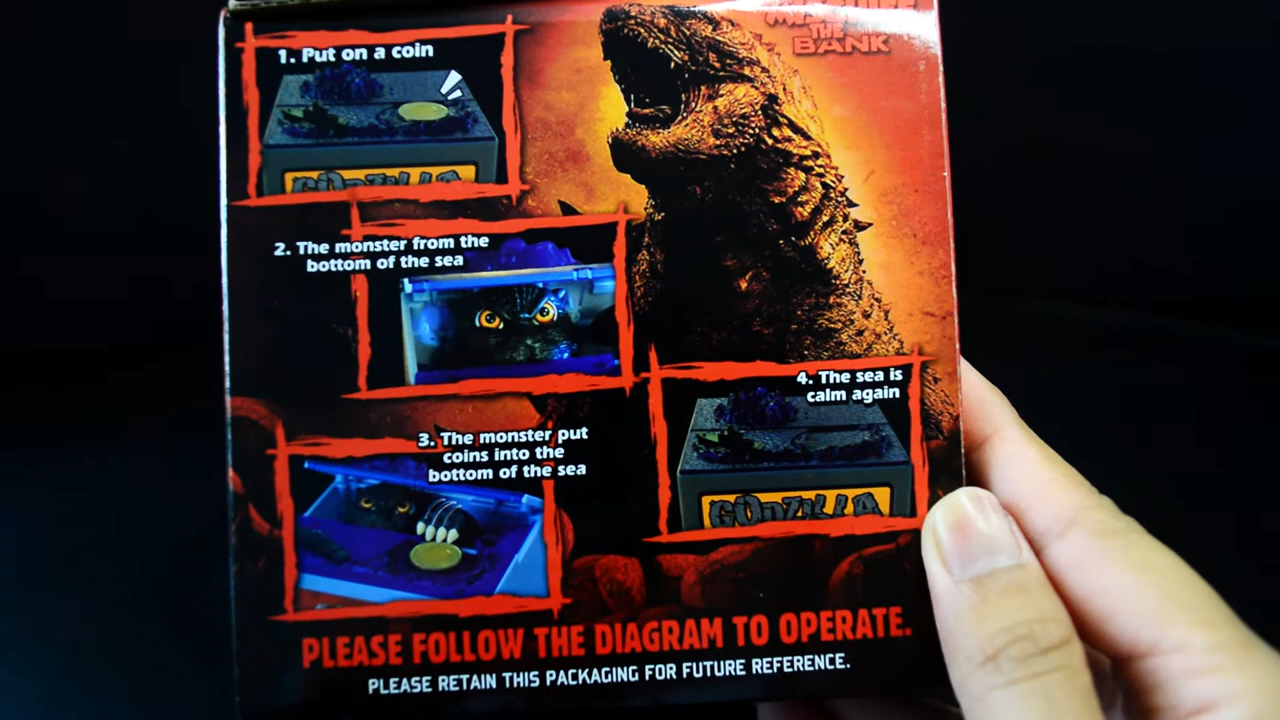 THE
BANK
1. Put on a coin
GODZILLA
2. The monster from the
bottom of the sea
4. The sea is
calm again
3. The monster put
coins into the
bottom of the sea
GODZILLA
PLEASE FOLLOW THE DIAGRAM TO OPERATE.
PLEASE RETAIN THIS PACKAGING FOR FUTURE REFERENCE.